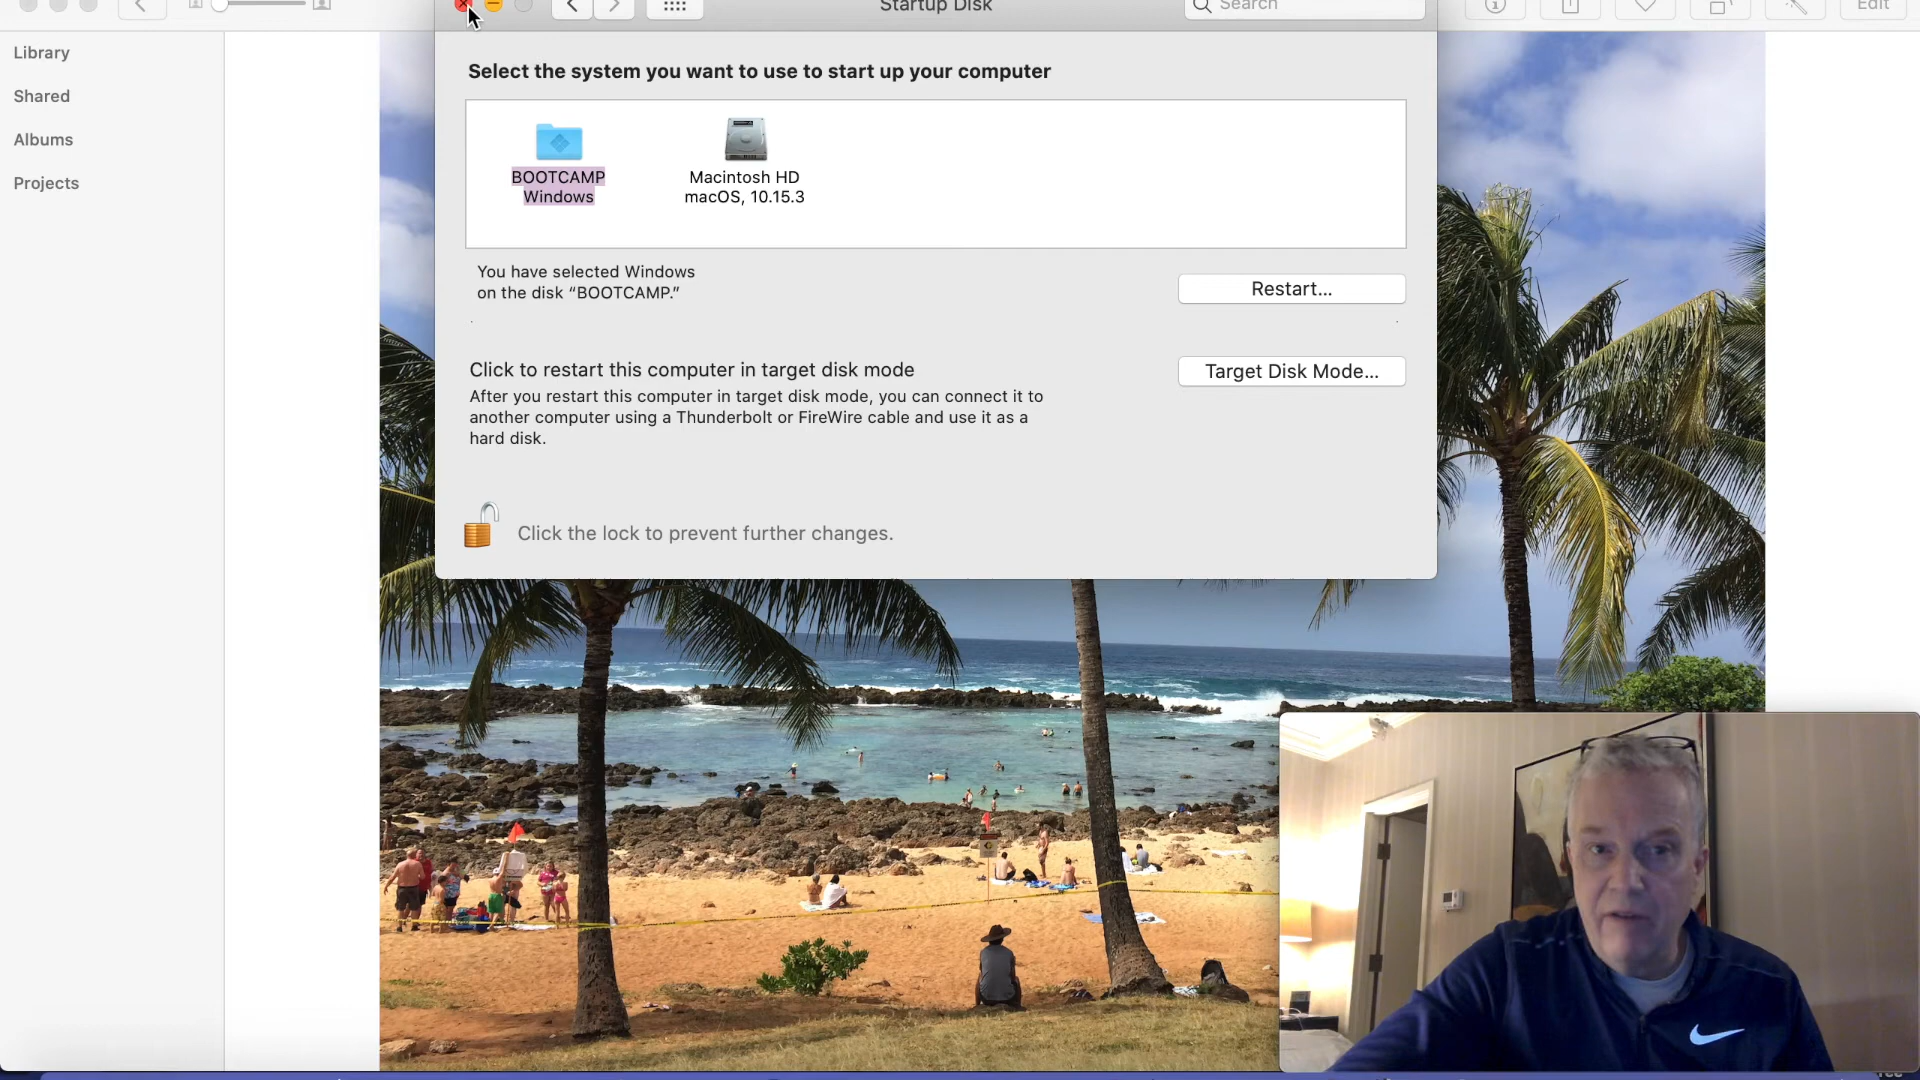 Startup Disk
Search
Edit
Library
Shared
Albums
Projects
Select the system you want to use to start up your computer
BOOTCAMP
Windows
Macintosh HD
macOS, 10.15.3
You have selected Windows
on the disk “BOOTCAMP.”
Restart...
Click to restart this computer in target disk mode
Target Disk Mode...
After you restart this computer in target disk mode, you can connect it to
another computer using a Thunderbolt or FireWire cable and use it as a
hard disk.
Click the lock to prevent further changes.